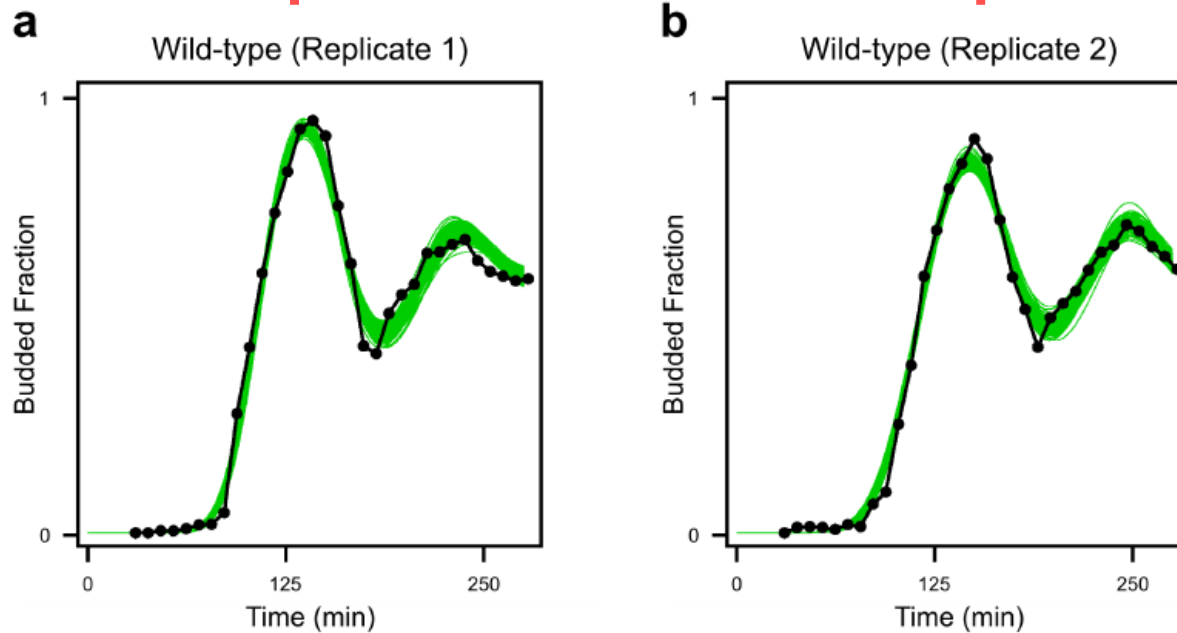 a
Wild-type (Replicate 1)
1
Budded Fraction
0
0 125 250
Time (min)
b
Wild-type (Replicate 2)
1
Budded Fraction
0
0 125 250
Time (min)